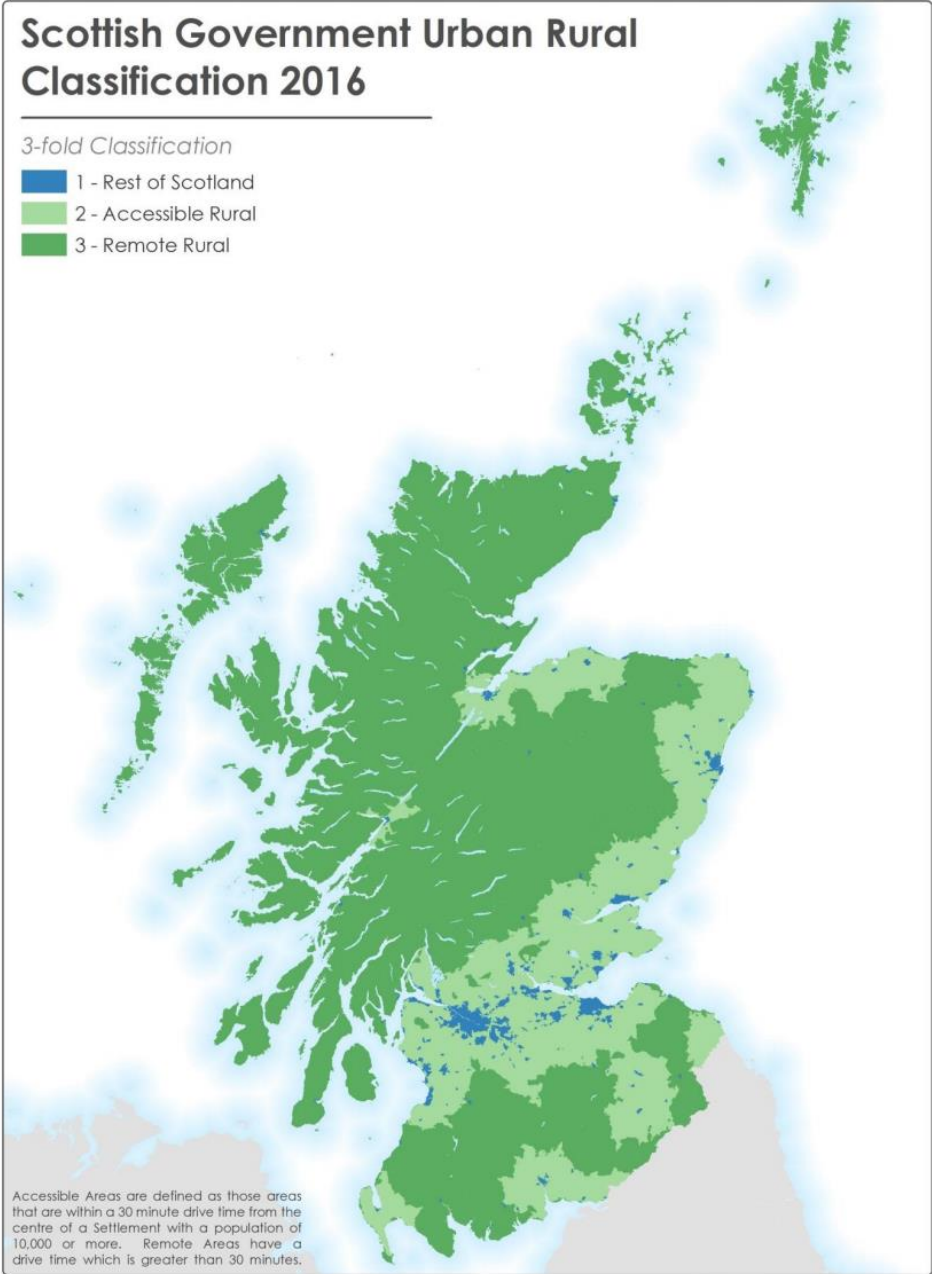 Scottish Government Urban Rural
Classification 2016
3-fold Classification
1 - Rest of Scotland
2 - Accessible Rural
3 - Remote Rural
Accessible Areas are defined as those areas
that are within a 30 minute drive time from the
centre of a Settlement with a population of
10,000 or more. Remote Areas have a
drive time which is greater than 30 minutes.